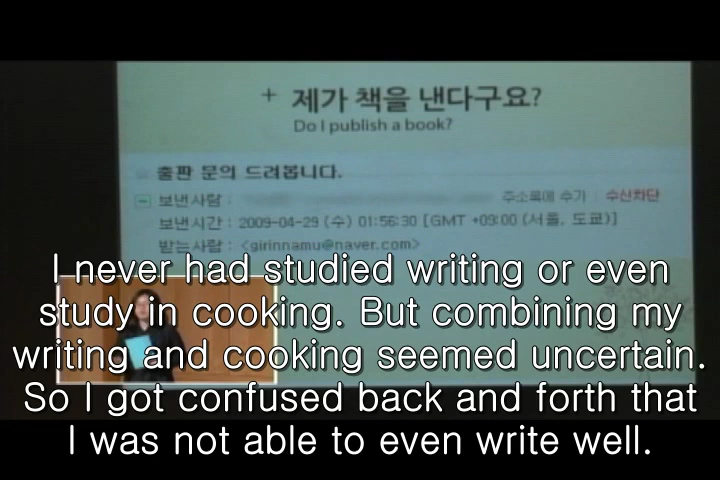 + 제가 책을 낸다구요?
Do I publish a book?
출판 문의 드려봅니다.
보낸사람 : 주소록에 추가 | 수신차단
보낸시간 : 2009-04-29 (수) 01:56:30 [GMT +09:00 (서울, 도쿄)]
받는사람 : <girinnamu@naver.com>
I never had studied writing or even
study in cooking. But combining my
writing and cooking seemed uncertain.
So I got confused back and forth that
I was not able to even write well.